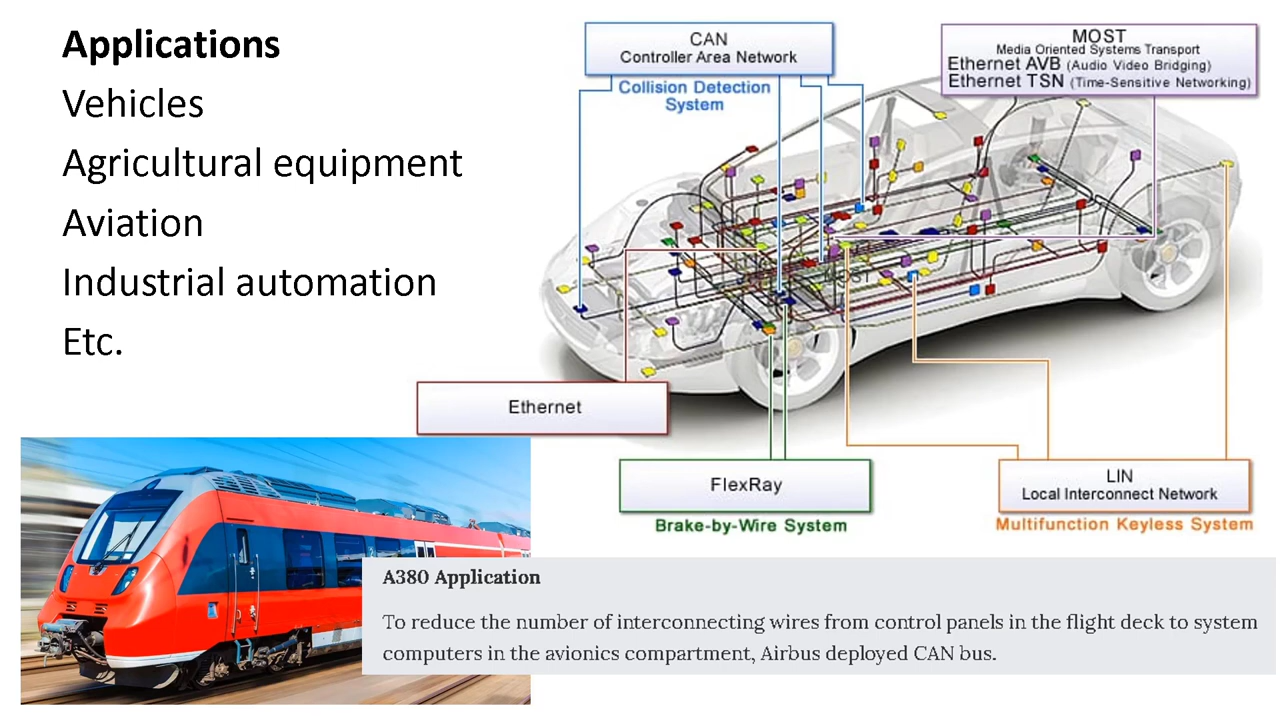 Applications
Vehicles
Agricultural equipment
Aviation
Industrial automation
Etc.
CAN
Controller Area Network
Collision Detection
System
MOST
Media Oriented Systems Transport
Ethernet AVB (Audio Video Bridging)
Ethernet TSN (Time-Sensitive Networking)
Ethernet
FlexRay
Brake-by-Wire System
LIN
Local Interconnect Network
Multifunction Keyless System
A380 Application
To reduce the number of interconnecting wires from control panels in the flight deck to system
computers in the avionics compartment, Airbus deployed CAN bus.